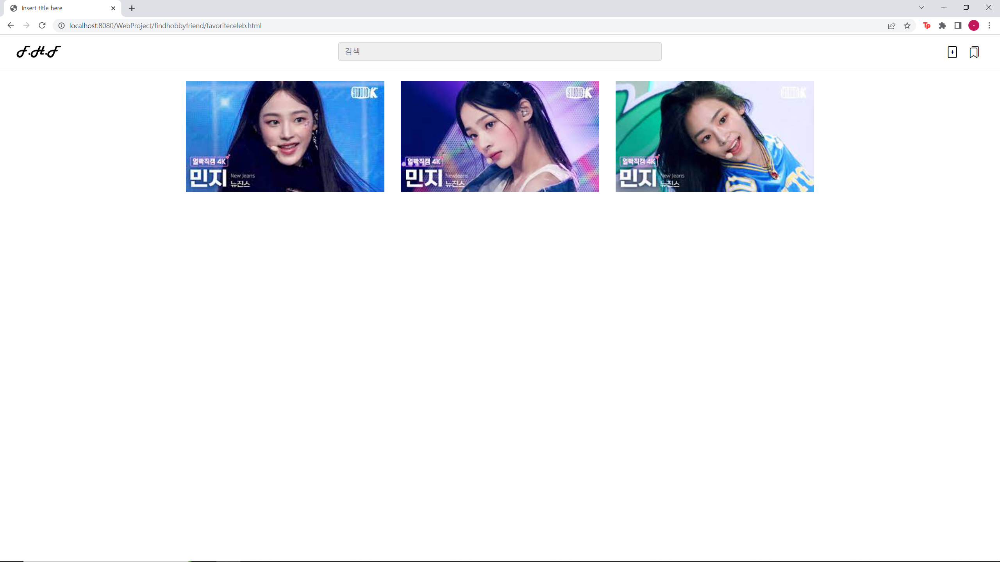 Insert title here
localhost:8080/WebProject/findhobbyfriend/favoriteceleb.html
Tp
F.H.F
검색
STUDIO K
얼빡직캠 4K
민지 New Jeans
뉴진스
STUDIO K
얼빡직캠 4K
민지 NewJeans
뉴진스
STUDIO K
얼빡직캠 4K
민지 New Jeans
뉴진스